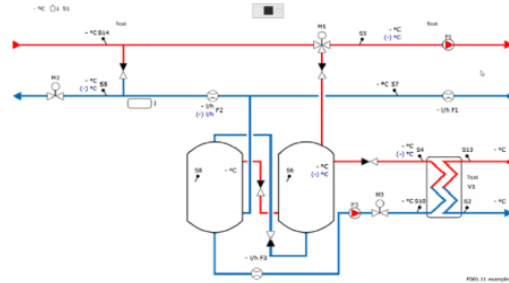 - °C S1
M1
Text
- °C S14
- °C
(-) °C
S3
Text
P1
M2
- °C
(-) °C
S5
- l/h
(-) l/h
F2
- °C
(-) °C
S7
- l/h F1
S8
- °C
S6
- °C
(-) °C
- °C
(-) °C
S4
S13
- °C
Text
V1
M3
- °C S10
S2
- °C
- l/h F3